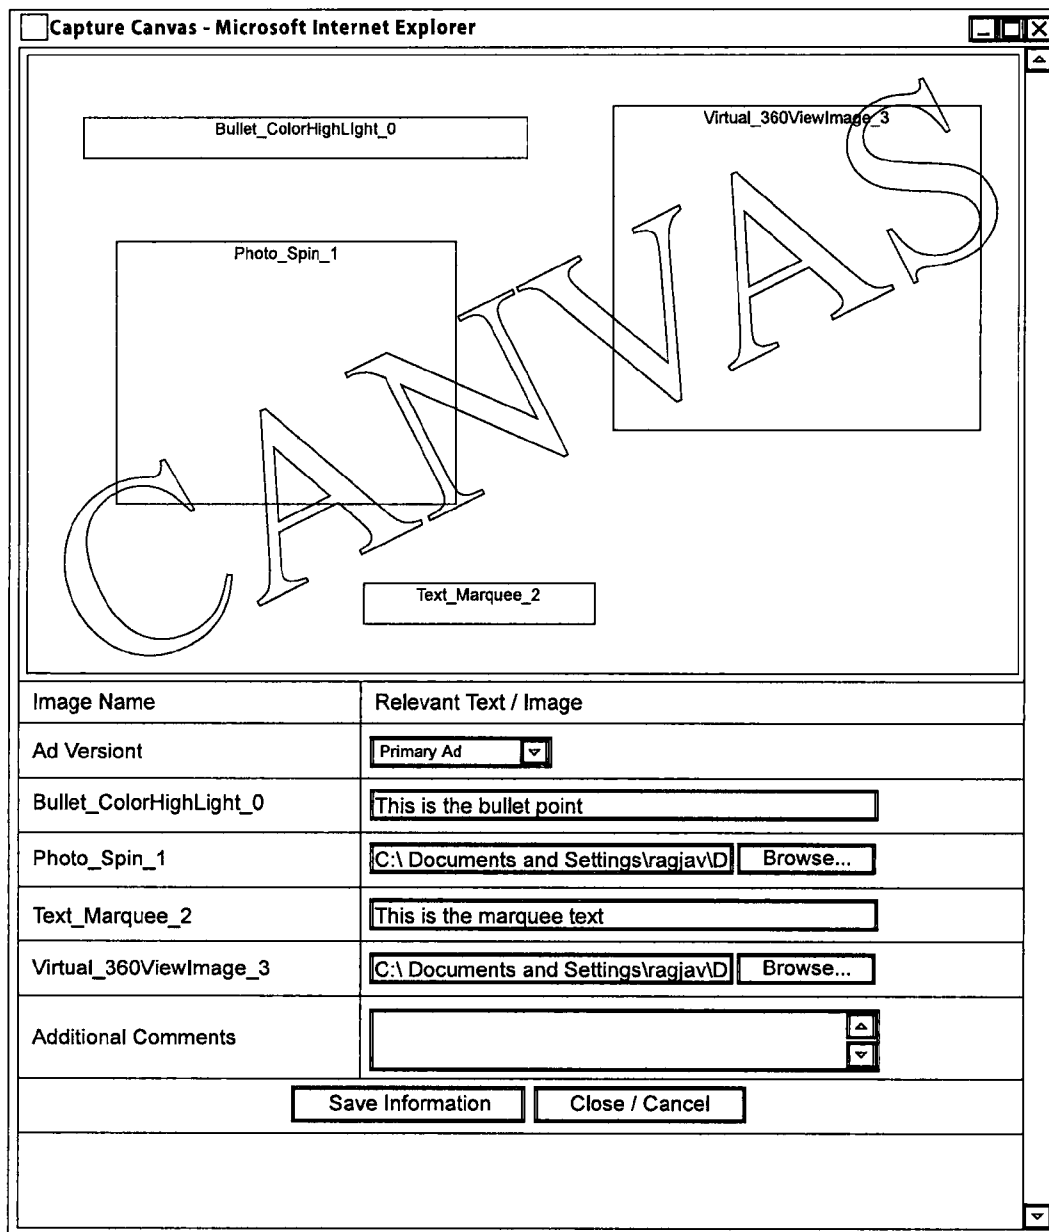 Capture Canvas - Microsoft Internet Explorer
Bullet_ColorHighLight_0
Virtual_360ViewImage_3
Photo_Spin_1
CANVAS
Text_Marquee_2
Image Name Relevant Text / Image
Ad Versiont Primary Ad
Bullet_ColorHighLight_0 This is the bullet point
Photo_Spin_1 C:\ Documents and Settings\ragjav\D Browse...
Text_Marquee_2 This is the marquee text
Virtual_360ViewImage_3 C:\ Documents and Settings\ragjav\D Browse...
Additional Comments
Save Information Close / Cancel